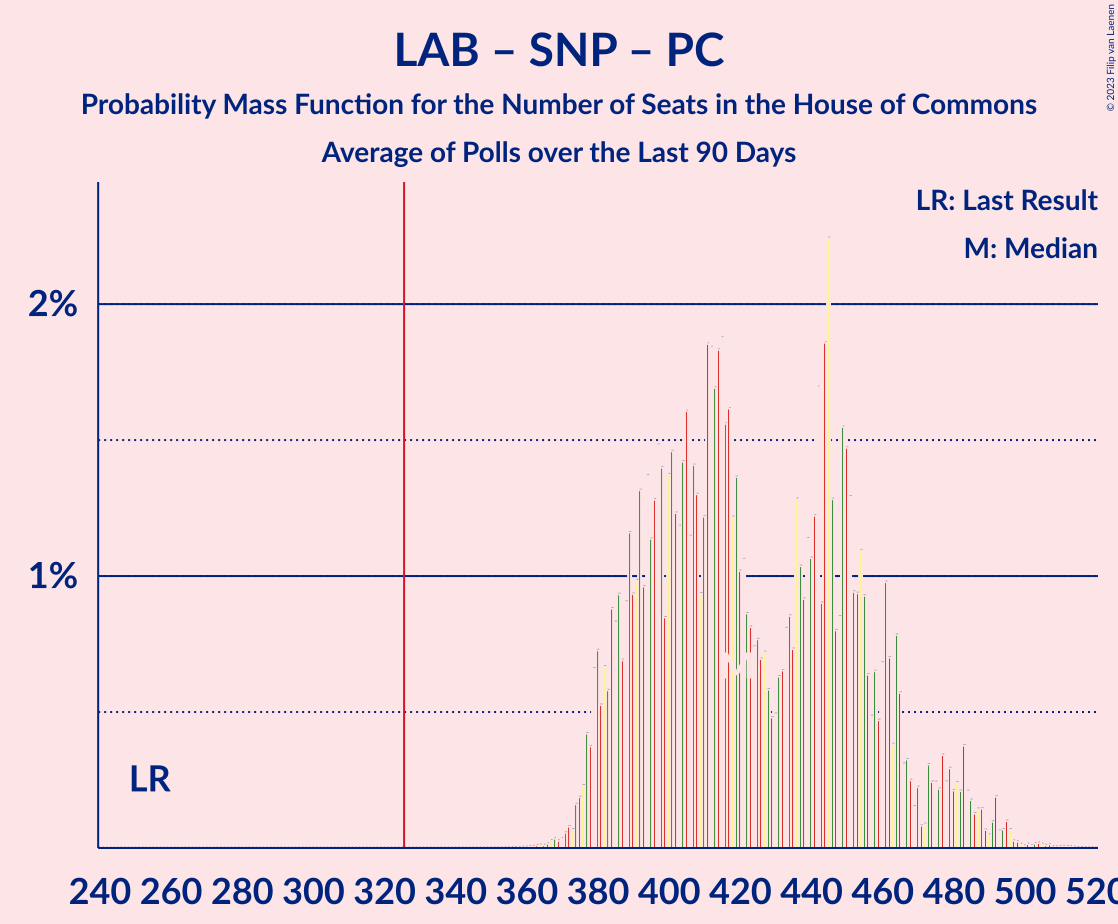 LAB – SNP – PC
Probability Mass Function for the Number of Seats in the House of Commons
Average of Polls over the Last 90 Days
© 2023 Filip van Laenen
LR: Last Result
M: Median
2%
1%
LR
M
240 260 280 300 320 340 360 380 400 420 440 460 480 500 520